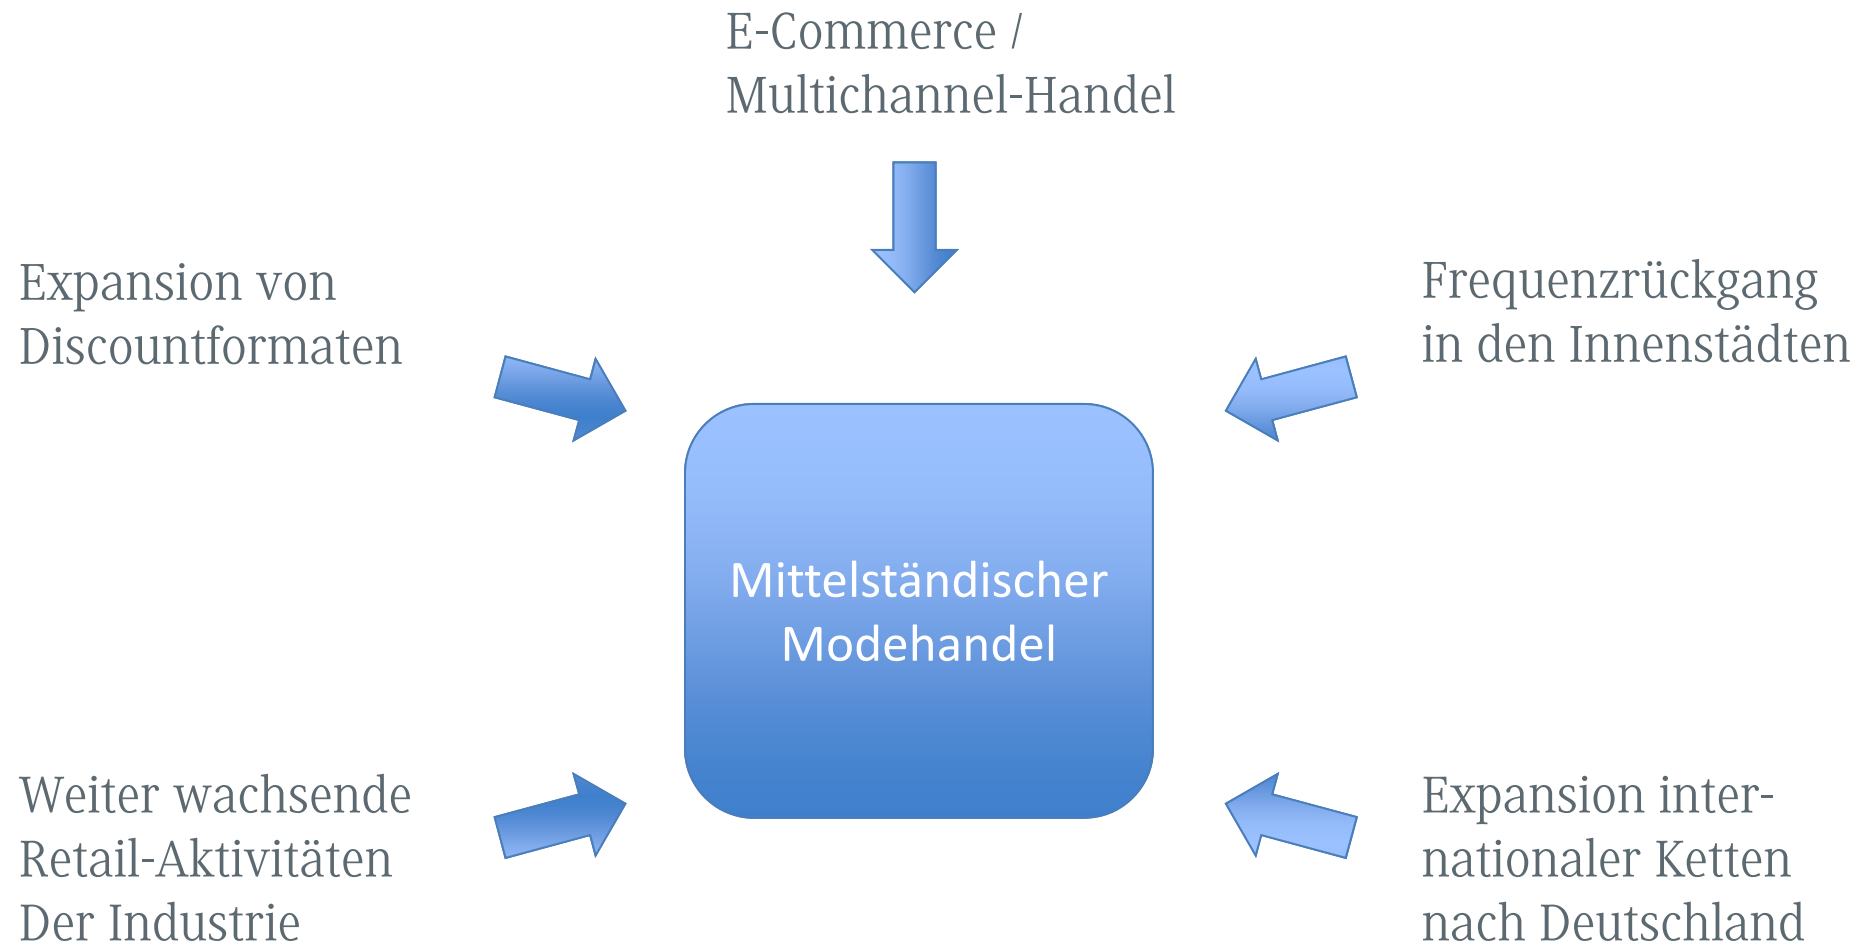 E-Commerce /
Multichannel-Handel
Expansion von
Discountformaten
Frequenzrückgang
in den Innenstädten
Mittelständischer
Modehandel
Weiter wachsende
Retail-Aktivitäten
Der Industrie
Expansion inter-
nationaler Ketten
nach Deutschland